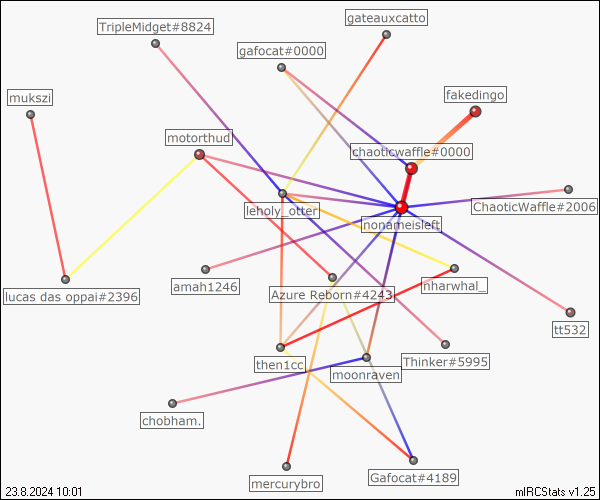 gateauxcatto
TripleMidget#8824
gafocat#0000
fakedingo
mukszi
motorthud
chaoticwaffle#0000
ChaoticWaffle#2006
leholy_otter
nonameisleft
amah1246
nharwhal_
lucas das oppai#2396
Azure Reborn#4243
tt532
then1cc
Thinker#5995
moonraven
chobham.
Gafocat#4189
mercurybro
23.8.2024 10:01
mIRCStats v1.25